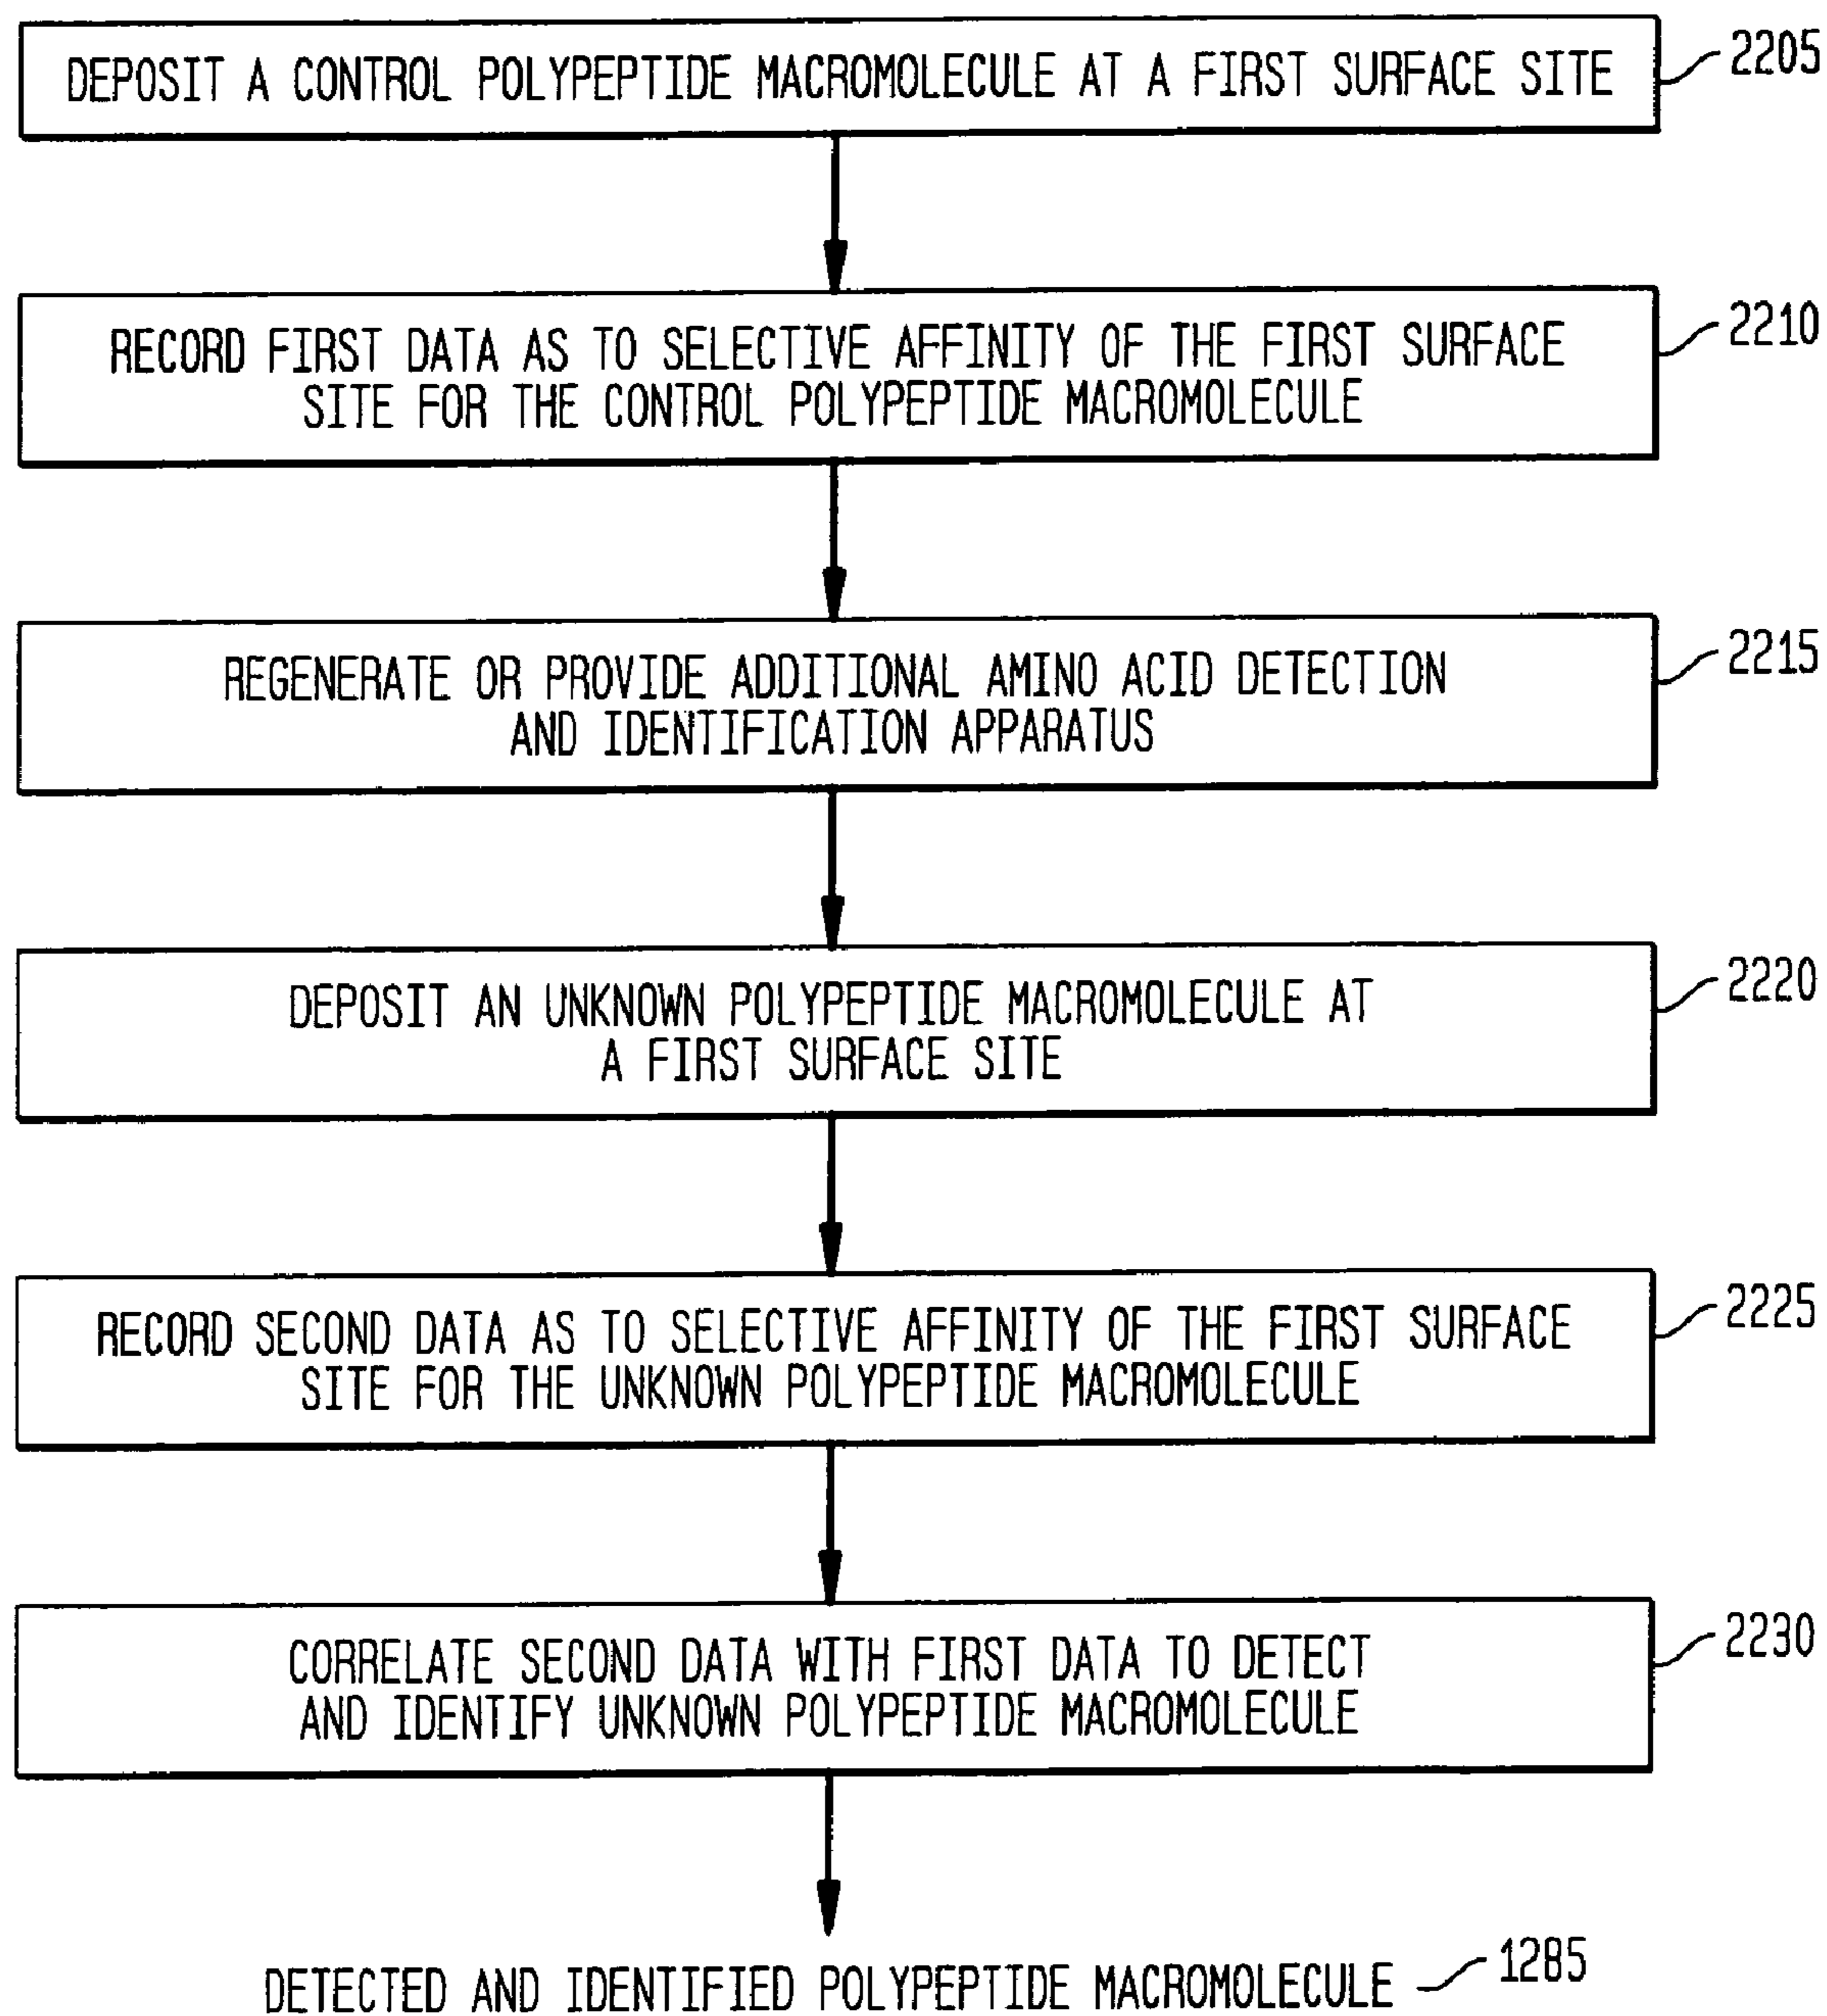 DEPOSIT A CONTROL POLYPEPTIDE MACROMOLECULE AT A FIRST SURFACE SITE
2205
RECORD FIRST DATA AS TO SELECTIVE AFFINITY OF THE FIRST SURFACE
SITE FOR THE CONTROL POLYPEPTIDE MACROMOLECULE
2210
REGENERATE OR PROVIDE ADDITIONAL AMINO ACID DETECTION
AND IDENTIFICATION APPARATUS
2215
DEPOSIT AN UNKNOWN POLYPEPTIDE MACROMOLECULE AT
A FIRST SURFACE SITE
2220
RECORD SECOND DATA AS TO SELECTIVE AFFINITY OF THE FIRST SURFACE
SITE FOR THE UNKNOWN POLYPEPTIDE MACROMOLECULE
2225
CORRELATE SECOND DATA WITH FIRST DATA TO DETECT
AND IDENTIFY UNKNOWN POLYPEPTIDE MACROMOLECULE
2230
DETECTED AND IDENTIFIED POLYPEPTIDE MACROMOLECULE
1285